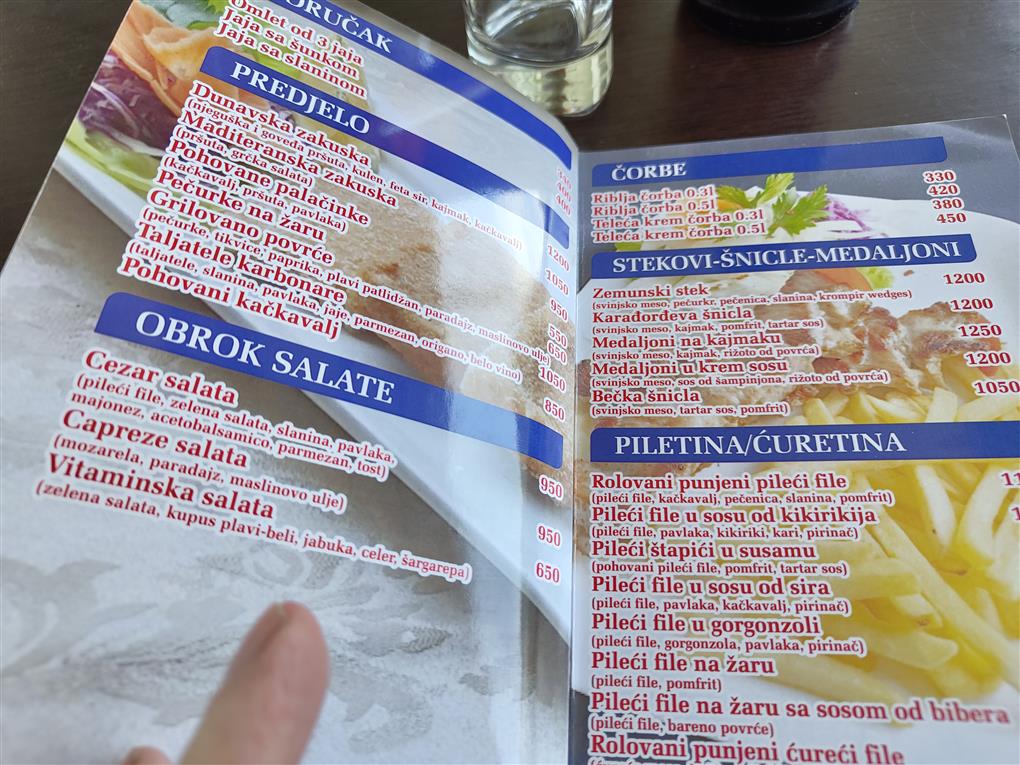 ORUČAK
Omlet od 3 jaja
Jaja sa šunkom
Jaja sa slaninom
340
400
400
PREDJELO
Dunavska zakuska
(njeguška i goveda pršuta, kulen, feta sir, kajmak, kačkavalj)
1200
Maditeranska zakuska
(pršuta, grčka salata)
1050
Pohovane palačinke
(kačkavalj, pršuta, pavlaka)
950
Pečurke na žaru
550
Grilovano povrće
(pečurke, tikvice, paprika, plavi patlidžan, paradajz, maslinovo ulje)
650
Taljatele karbonare
(taljatele, slanina, pavlaka, jaje, parmezan, origano, belo vino)
1050
Pohovani kačkavalj
850
OBROK SALATE
Cezar salata
(pileći file, zelena salata, slanina, pavlaka,
majonez, acetobalsamico, parmezan, tost)
950
Capreze salata
(mozarela, paradajz, maslinovo ulje)
950
Vitaminska salata
(zelena salata, kupus plavi-beli, jabuka, celer, šargarepa)
650
ČORBE
Riblja čorba 0.3l 330
Riblja čorba 0.5l 420
Teleća krem čorba 0.3l 380
Teleća krem čorba 0.5l 450
STEKOVI-ŠNICLE-MEDALJONI
Zemunski stek 1200
(svinjsko meso, pečurkr, pečenica, slanina, krompir wedges)
Karađorđeva šnicla 1200
(svinjsko meso, kajmak, pomfrit, tartar sos)
Medaljoni na kajmaku 1250
(svinjsko meso, kajmak, rižoto od povrća)
Medaljoni u krem sosu 1200
(svinjsko meso, sos od šampinjona, rižoto od povrća)
Bečka šnicla 1050
(svinjsko meso, tartar sos, pomfrit)
PILETINA/ĆURETINA
Rolovani punjeni pileći file 11
(pileći file, kačkavalj, pečenica, slanina, pomfrit)
Pileći file u sosu od kikirikija 1
(pileći file, pavlaka, kikiriki, kari, pirinač)
Pileći štapići u susamu
(pohovani pileći file, pomfrit, tartar sos)
Pileći file u sosu od sira
(pileći file, pavlaka, kačkavalj, pirinač)
Pileći file u gorgonzoli
(pileći file, gorgonzola, pavlaka, pirinač)
Pileći file na žaru
(pileći file, pomfrit)
Pileći file na žaru sa sosom od bibera
(pileći file, bareno povrće)
Rolovani punjeni ćureći file